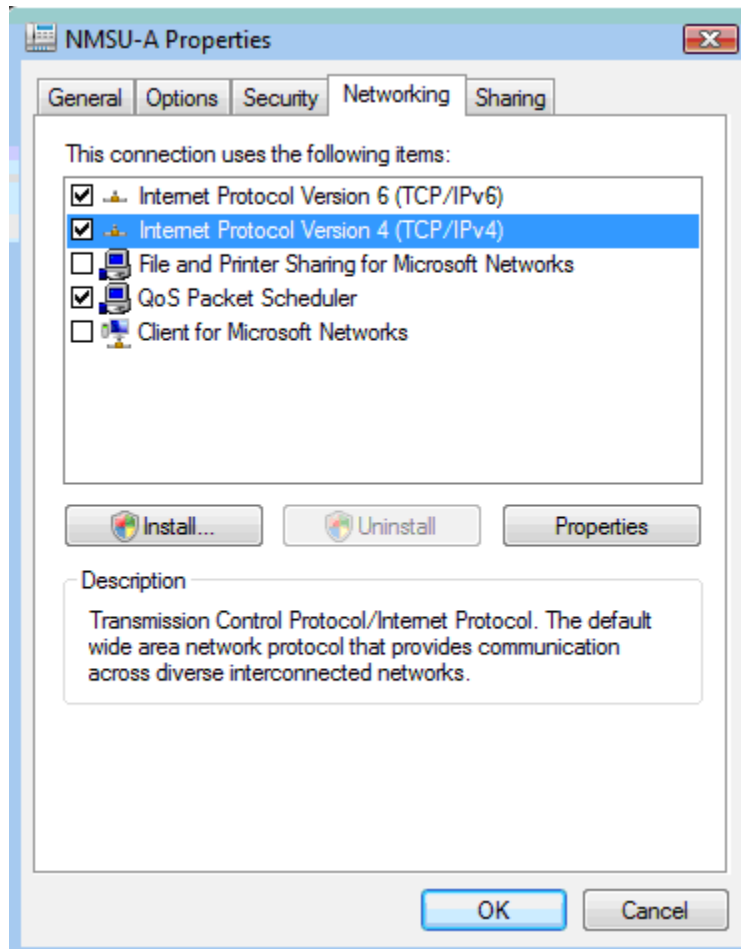 NMSU-A Properties
General Options Security Networking Sharing
This connection uses the following items:
Internet Protocol Version 6 (TCP/IPv6)
Internet Protocol Version 4 (TCP/IPv4)
File and Printer Sharing for Microsoft Networks
QoS Packet Scheduler
Client for Microsoft Networks
Install... Uninstall Properties
Description
Transmission Control Protocol/Internet Protocol. The default
wide area network protocol that provides communication
across diverse interconnected networks.
OK Cancel